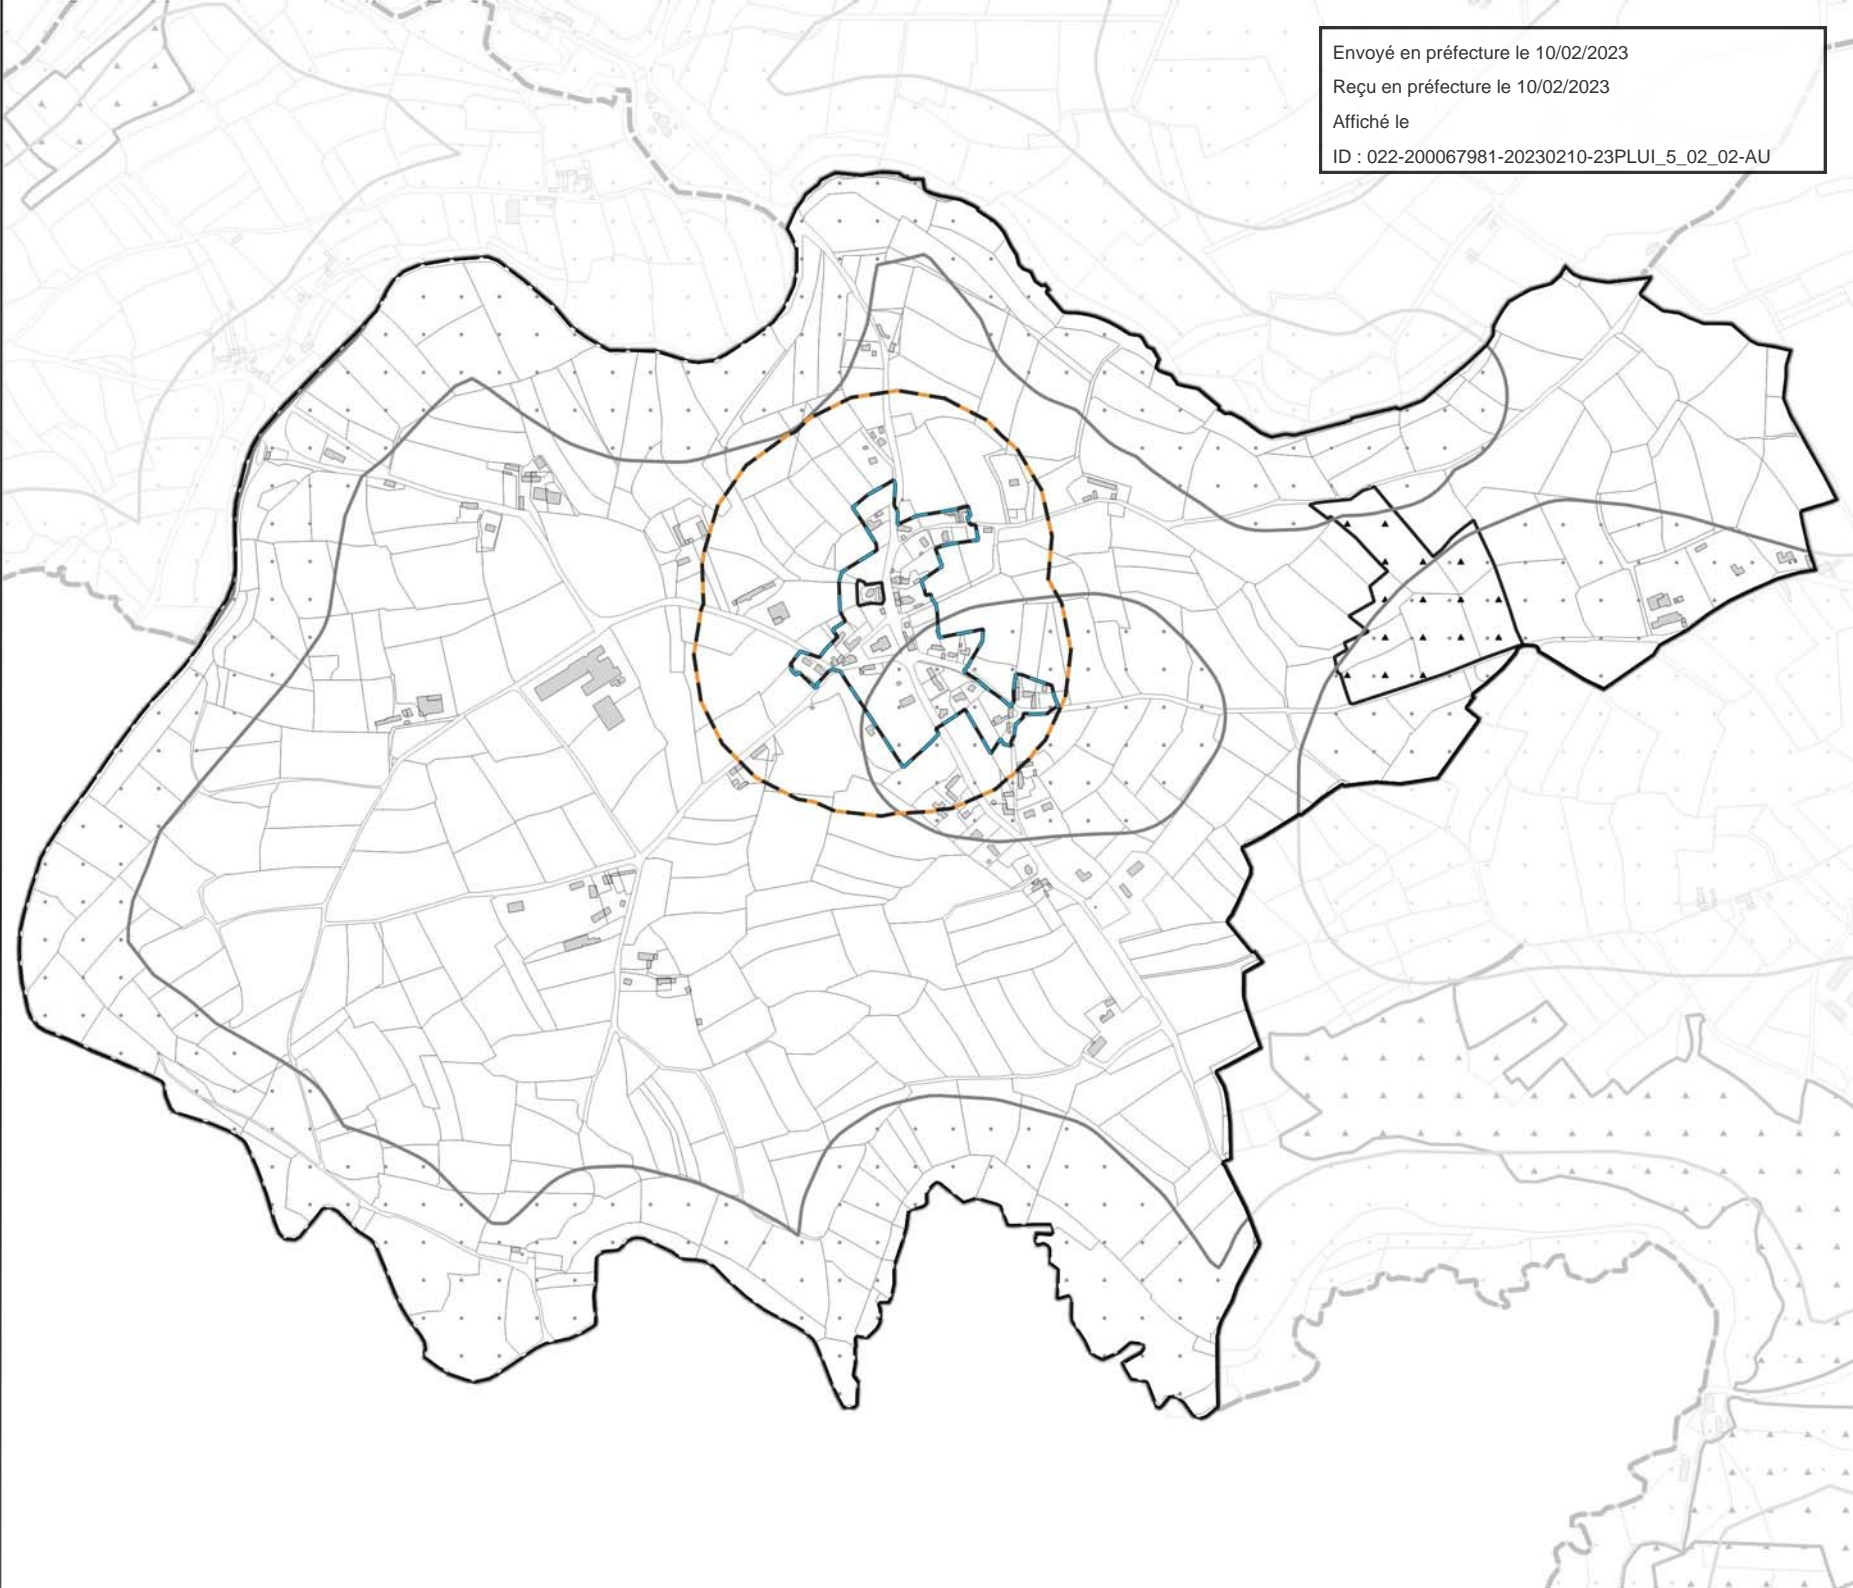 Envoyé en préfecture le 10/02/2023
Reçu en préfecture le 10/02/2023
Affiché le
ID : 022-200067981-20230210-23PLUI_5_02_02-AU